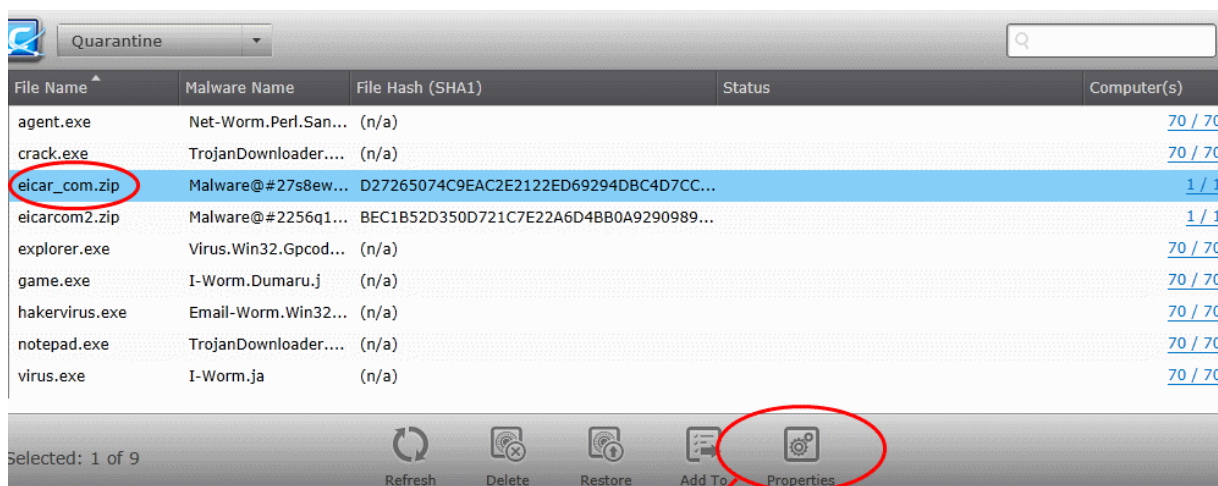 Quarantine
File Name Malware Name File Hash (SHA1) Status Computer(s)
agent.exe Net-Worm.Perl.San... (n/a) 70 / 70
crack.exe TrojanDownloader.... (n/a) 70 / 70
eicar_com.zip Malware@#27s8ew... D27265074C9EAC2E2122ED69294DBC4D7CC... 1 / 1
eicarcom2.zip Malware@#2256q1... BEC1B52D350D721C7E22A6D4BB0A9290989... 1 / 1
explorer.exe Virus.Win32.Gpcod... (n/a) 70 / 70
game.exe I-Worm.Dumaru.j (n/a) 70 / 70
hakervirus.exe Email-Worm.Win32... (n/a) 70 / 70
notepad.exe TrojanDownloader.... (n/a) 70 / 70
virus.exe I-Worm.ja (n/a) 70 / 70
Selected: 1 of 9
Refresh Delete Restore Add To Properties